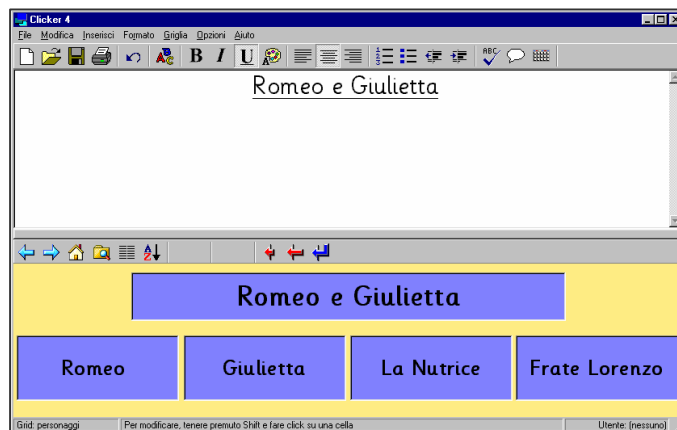 Clicker 4
File Modifica Inserisci Formato Griglia Opzioni Aiuto
B I U ABC
Romeo e Giulietta
Romeo e Giulietta
Romeo Giulietta La Nutrice Frate Lorenzo
Grid: personaggi Per modificare, tenere premuto Shift e fare click su una cella Utente: (nessuno)